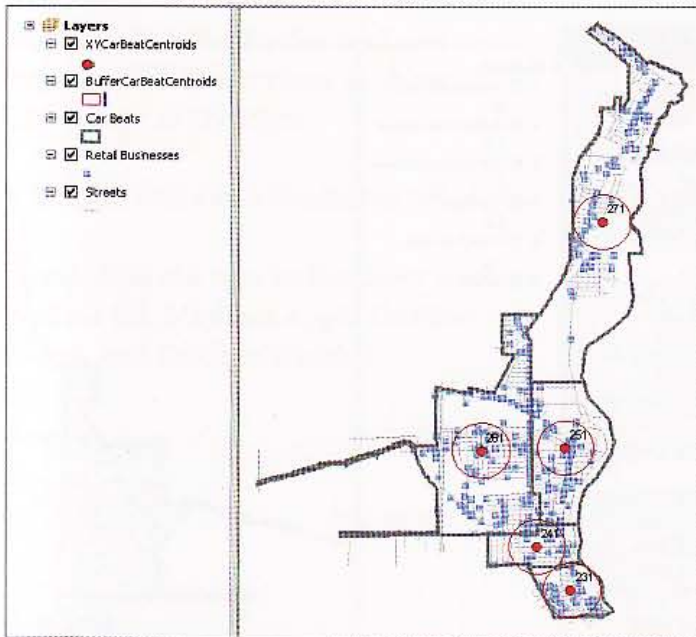 Layers
XYCarBeatCentroids
BufferCarBeatCentroids
Car Beats
Retail Businesses
Streets
271
261
251
241
231